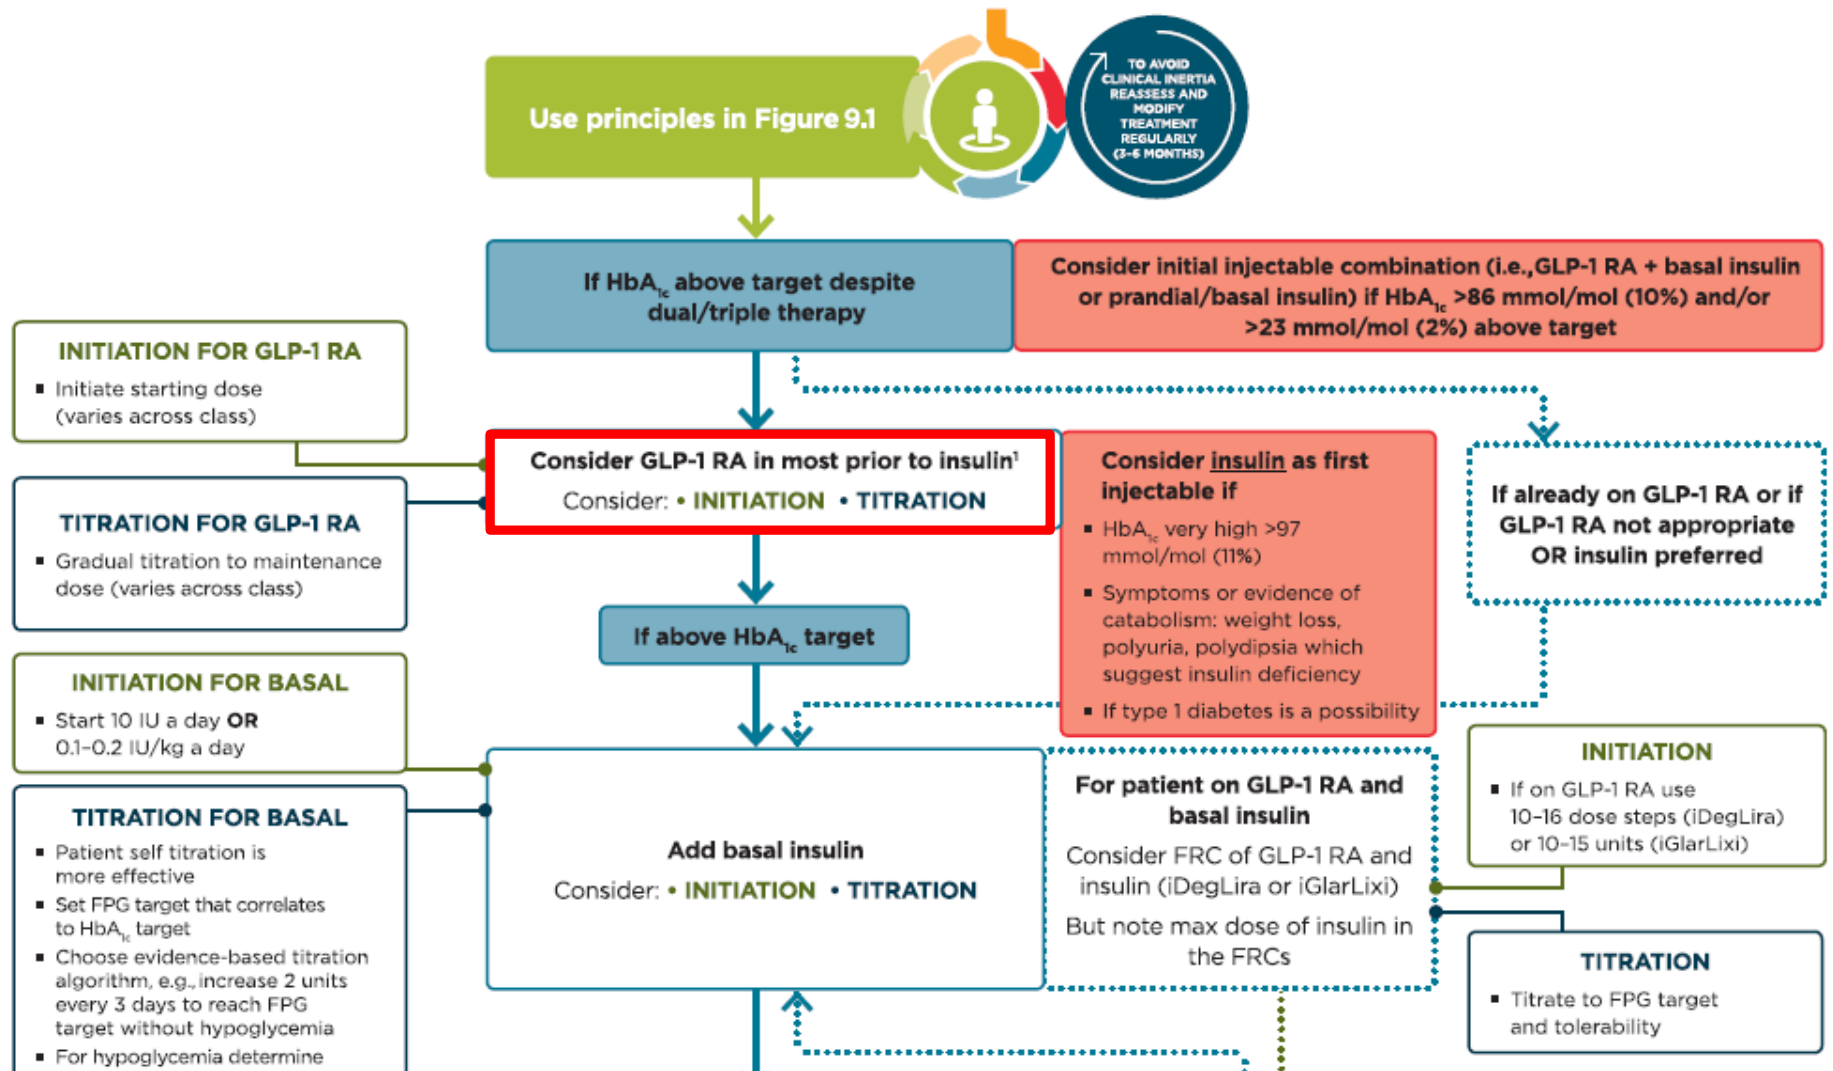 Use principles in Figure 9.1
TO AVOID
CLINICAL INERTIA
REASSESS AND
MODIFY
TREATMENT
REGULARLY
(3-6 MONTHS)
If HbA1c above target despite
dual/triple therapy
Consider initial injectable combination (i.e.,GLP-1 RA + basal insulin
or prandial/basal insulin) if HbA1c >86 mmol/mol (10%) and/or
>23 mmol/mol (2%) above target
INITIATION FOR GLP-1 RA
▪ Initiate starting dose
(varies across class)
TITRATION FOR GLP-1 RA
▪ Gradual titration to maintenance
dose (varies across class)
Consider GLP-1 RA in most prior to insulin¹
Consider: • INITIATION • TITRATION
Consider insulin as first
injectable if
▪ HbA1c very high >97
mmol/mol (11%)
▪ Symptoms or evidence of
catabolism: weight loss,
polyuria, polydipsia which
suggest insulin deficiency
▪ If type 1 diabetes is a possibility
If already on GLP-1 RA or if
GLP-1 RA not appropriate
OR insulin preferred
If above HbA1c target
INITIATION FOR BASAL
▪ Start 10 IU a day OR
0.1–0.2 IU/kg a day
TITRATION FOR BASAL
▪ Patient self titration is
more effective
▪ Set FPG target that correlates
to HbA1c target
▪ Choose evidence-based titration
algorithm, e.g., increase 2 units
every 3 days to reach FPG
target without hypoglycemia
▪ For hypoglycemia determine
Add basal insulin
Consider: • INITIATION • TITRATION
For patient on GLP-1 RA and
basal insulin
Consider FRC of GLP-1 RA and
insulin (iDegLira or iGlarLixi)
But note max dose of insulin in
the FRCs
INITIATION
▪ If on GLP-1 RA use
10–16 dose steps (iDegLira)
or 10–15 units (iGlarLixi)
TITRATION
▪ Titrate to FPG target
and tolerability